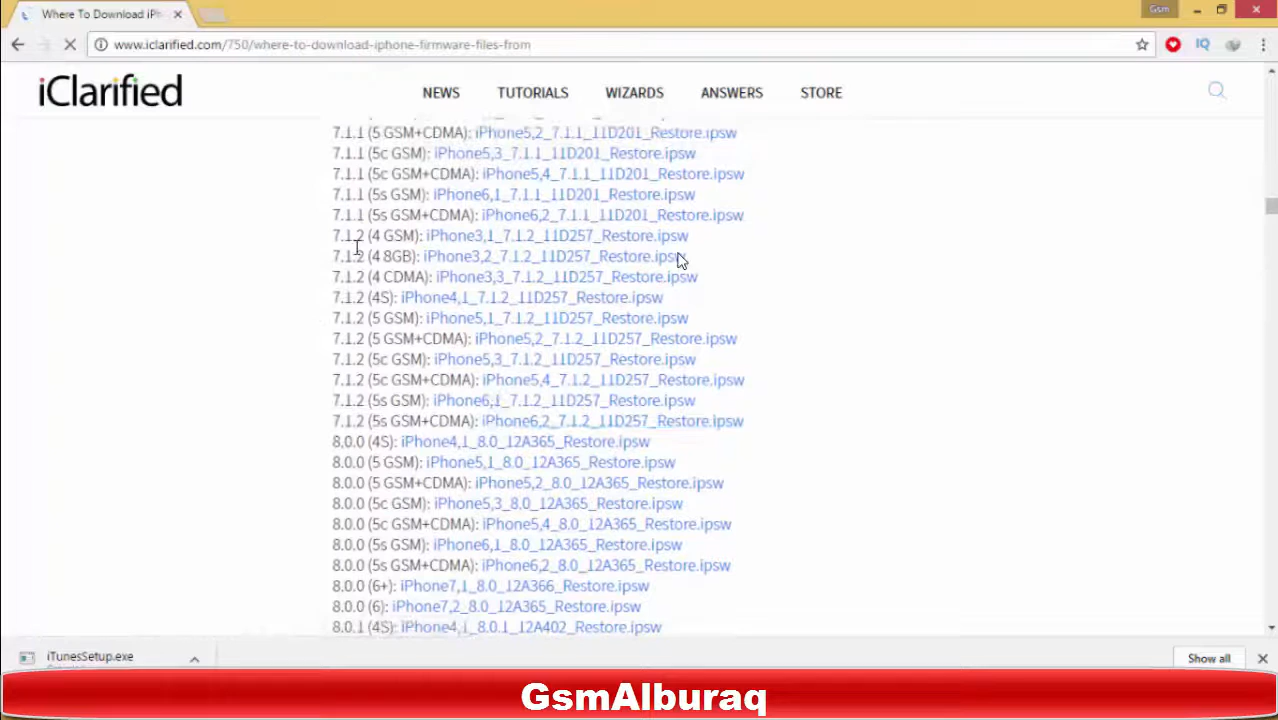 Where To Download iPh
Gsm
www.iclarified.com/750/where-to-download-iphone-firmware-files-from
IQ
iClarified
NEWS TUTORIALS WIZARDS ANSWERS STORE
7.1.1 (5 GSM+CDMA): iPhone5,2_7.1.1_11D201_Restore.ipsw
7.1.1 (5c GSM): iPhone5,3_7.1.1_11D201_Restore.ipsw
7.1.1 (5c GSM+CDMA): iPhone5,4_7.1.1_11D201_Restore.ipsw
7.1.1 (5s GSM): iPhone6,1_7.1.1_11D201_Restore.ipsw
7.1.1 (5s GSM+CDMA): iPhone6,2_7.1.1_11D201_Restore.ipsw
7.1.2 (4 GSM): iPhone3,1_7.1.2_11D257_Restore.ipsw
7.1.2 (4 8GB): iPhone3,2_7.1.2_11D257_Restore.ipsw
7.1.2 (4 CDMA): iPhone3,3_7.1.2_11D257_Restore.ipsw
7.1.2 (4S): iPhone4,1_7.1.2_11D257_Restore.ipsw
7.1.2 (5 GSM): iPhone5,1_7.1.2_11D257_Restore.ipsw
7.1.2 (5 GSM+CDMA): iPhone5,2_7.1.2_11D257_Restore.ipsw
7.1.2 (5c GSM): iPhone5,3_7.1.2_11D257_Restore.ipsw
7.1.2 (5c GSM+CDMA): iPhone5,4_7.1.2_11D257_Restore.ipsw
7.1.2 (5s GSM): iPhone6,1_7.1.2_11D257_Restore.ipsw
7.1.2 (5s GSM+CDMA): iPhone6,2_7.1.2_11D257_Restore.ipsw
8.0.0 (4S): iPhone4,1_8.0_12A365_Restore.ipsw
8.0.0 (5 GSM): iPhone5,1_8.0_12A365_Restore.ipsw
8.0.0 (5 GSM+CDMA): iPhone5,2_8.0_12A365_Restore.ipsw
8.0.0 (5c GSM): iPhone5,3_8.0_12A365_Restore.ipsw
8.0.0 (5c GSM+CDMA): iPhone5,4_8.0_12A365_Restore.ipsw
8.0.0 (5s GSM): iPhone6,1_8.0_12A365_Restore.ipsw
8.0.0 (5s GSM+CDMA): iPhone6,2_8.0_12A365_Restore.ipsw
8.0.0 (6+): iPhone7,1_8.0_12A366_Restore.ipsw
8.0.0 (6): iPhone7,2_8.0_12A365_Restore.ipsw
8.0.1 (4S): iPhone4,1_8.0.1_12A402_Restore.ipsw
iTunesSetup.exe
Show all
GsmAlburaq